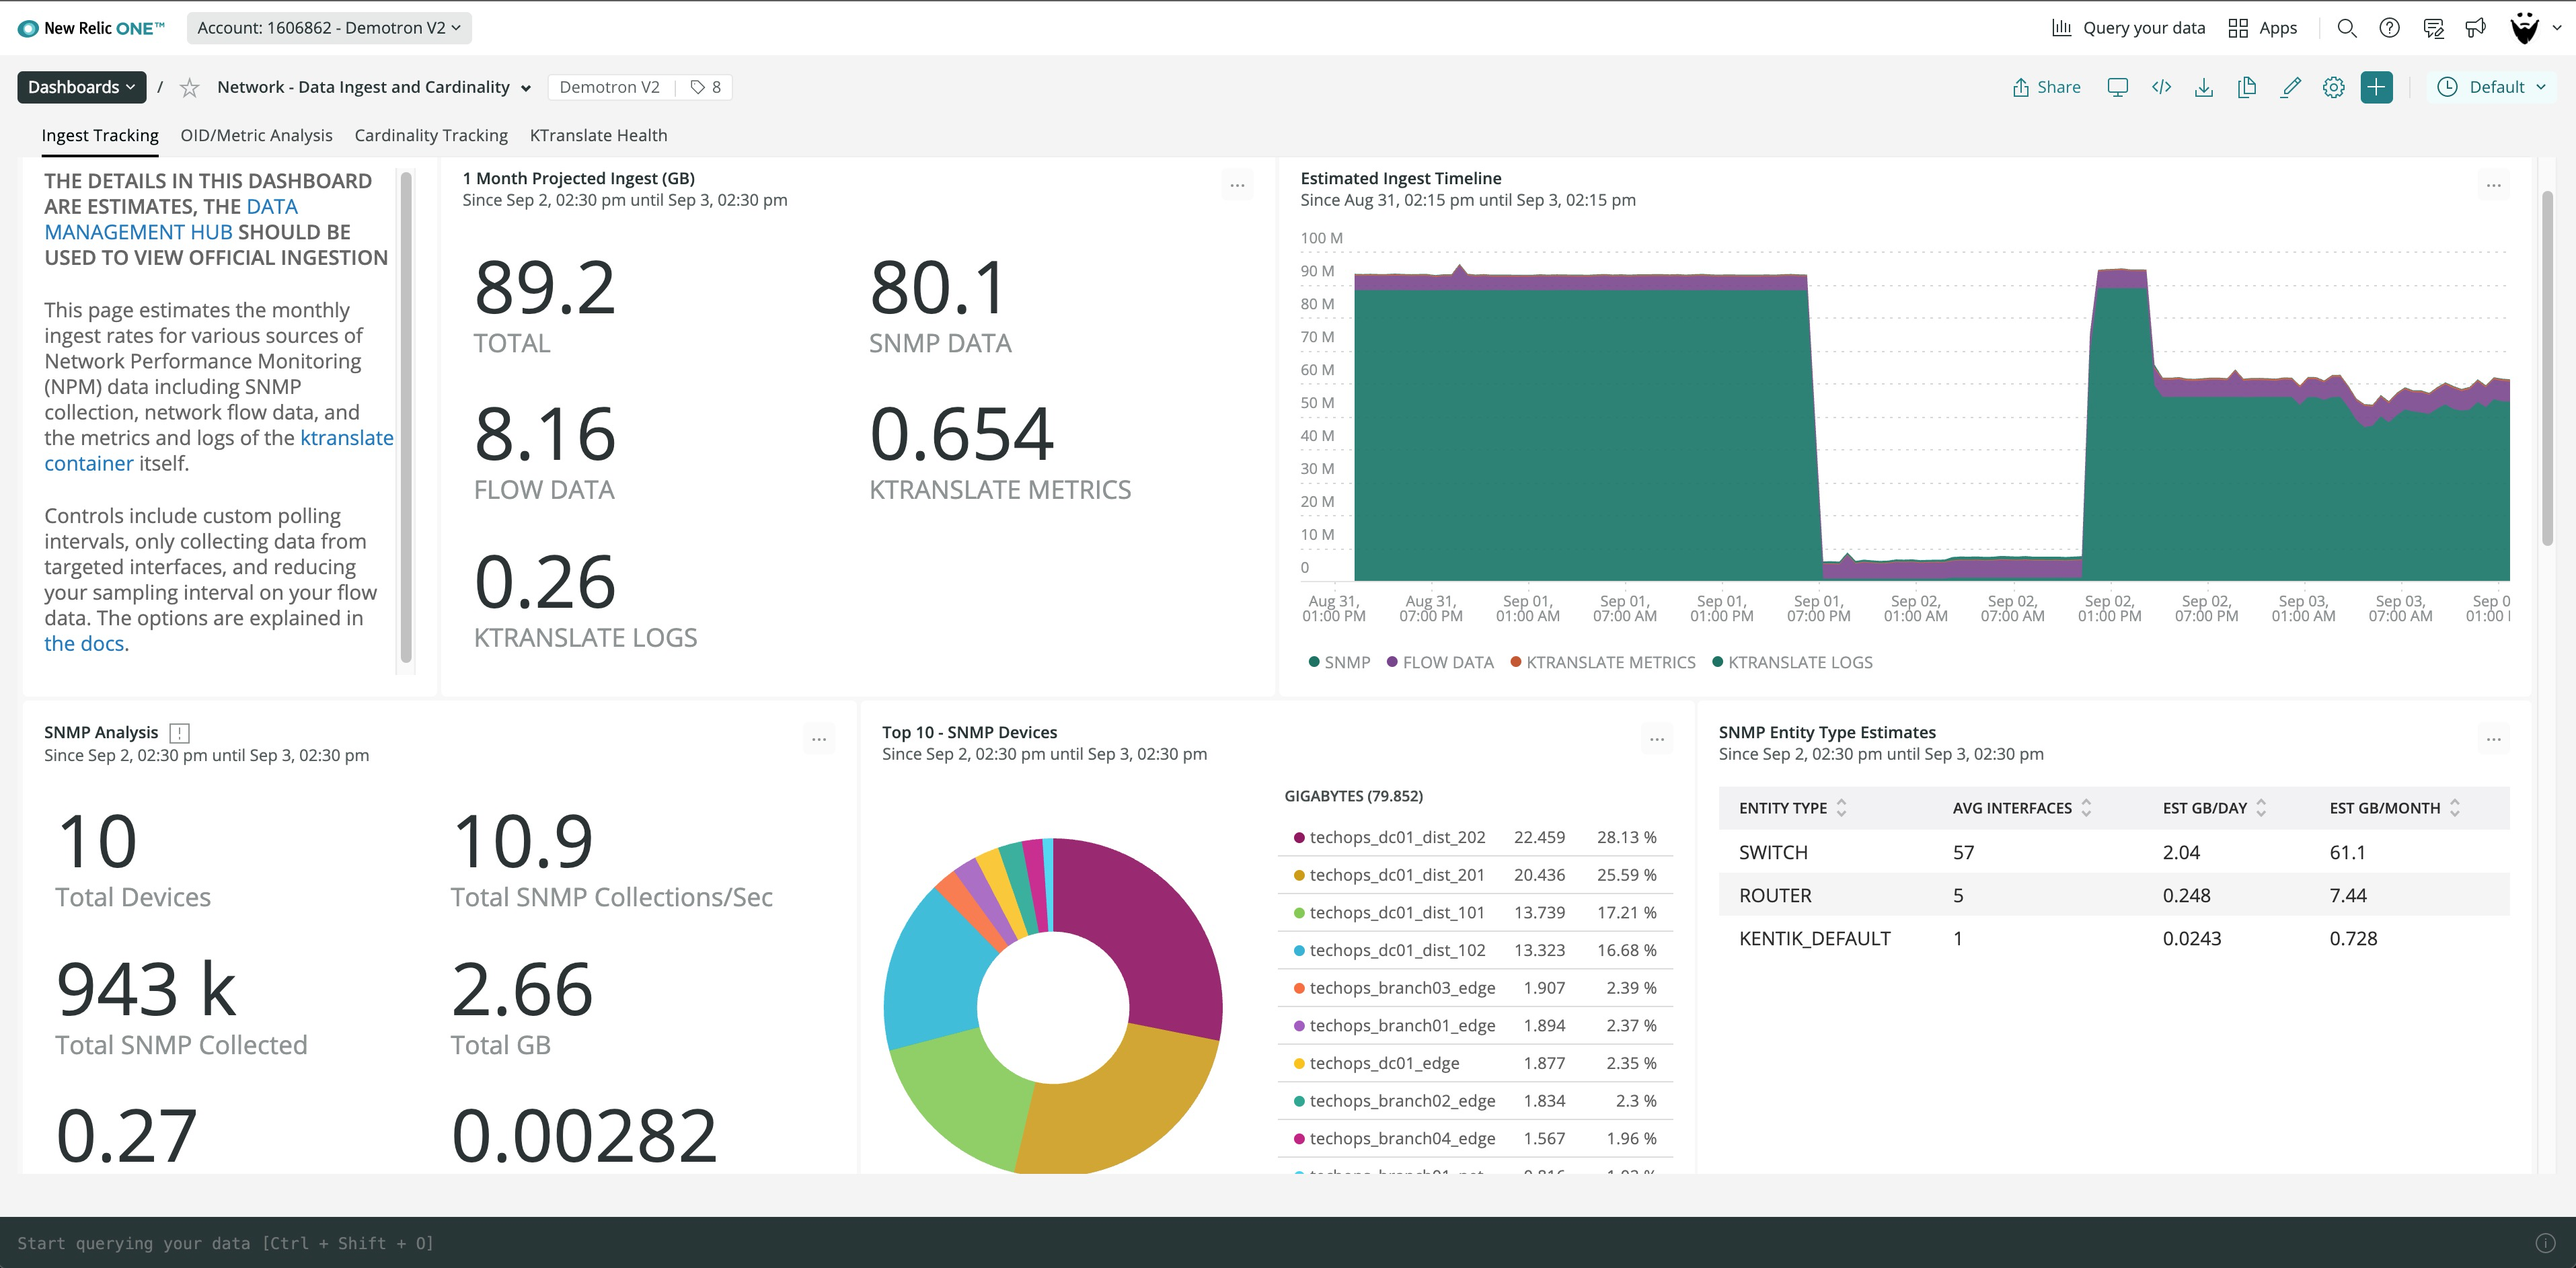 New Relic ONE™
Account: 1606862 - Demotron V2
Query your data
Apps
Dashboards
/
Network - Data Ingest and Cardinality
Demotron V2
8
Share
Default
Ingest Tracking
OID/Metric Analysis
Cardinality Tracking
KTranslate Health
THE DETAILS IN THIS DASHBOARD
ARE ESTIMATES, THE DATA
MANAGEMENT HUB SHOULD BE
USED TO VIEW OFFICIAL INGESTION
This page estimates the monthly
ingest rates for various sources of
Network Performance Monitoring
(NPM) data including SNMP
collection, network flow data, and
the metrics and logs of the ktranslate
container itself.
Controls include custom polling
intervals, only collecting data from
targeted interfaces, and reducing
your sampling interval on your flow
data. The options are explained in
the docs.
1 Month Projected Ingest (GB)
Since Sep 2, 02:30 pm until Sep 3, 02:30 pm
...
89.2
TOTAL
80.1
SNMP DATA
8.16
FLOW DATA
0.654
KTRANSLATE METRICS
0.26
KTRANSLATE LOGS
Estimated Ingest Timeline
Since Aug 31, 02:15 pm until Sep 3, 02:15 pm
...
100 M
90 M
80 M
70 M
60 M
50 M
40 M
30 M
20 M
10 M
0
Aug 31,
01:00 PM
Aug 31,
07:00 PM
Sep 01,
01:00 AM
Sep 01,
07:00 AM
Sep 01,
01:00 PM
Sep 01,
07:00 PM
Sep 02,
01:00 AM
Sep 02,
07:00 AM
Sep 02,
01:00 PM
Sep 02,
07:00 PM
Sep 03,
01:00 AM
Sep 03,
07:00 AM
Sep 0
01:00
SNMP FLOW DATA KTRANSLATE METRICS KTRANSLATE LOGS
SNMP Analysis
Since Sep 2, 02:30 pm until Sep 3, 02:30 pm
...
10
Total Devices
10.9
Total SNMP Collections/Sec
943 k
Total SNMP Collected
2.66
Total GB
0.27
0.00282
Top 10 - SNMP Devices
Since Sep 2, 02:30 pm until Sep 3, 02:30 pm
...
GIGABYTES (79.852)
techops_dc01_dist_202 22.459 28.13 %
techops_dc01_dist_201 20.436 25.59 %
techops_dc01_dist_101 13.739 17.21 %
techops_dc01_dist_102 13.323 16.68 %
techops_branch03_edge 1.907 2.39 %
techops_branch01_edge 1.894 2.37 %
techops_dc01_edge 1.877 2.35 %
techops_branch02_edge 1.834 2.3 %
techops_branch04_edge 1.567 1.96 %
SNMP Entity Type Estimates
Since Sep 2, 02:30 pm until Sep 3, 02:30 pm
...
ENTITY TYPE AVG INTERFACES EST GB/DAY EST GB/MONTH
SWITCH 57 2.04 61.1
ROUTER 5 0.248 7.44
KENTIK_DEFAULT 1 0.0243 0.728
Start querying your data [Ctrl + Shift + O]